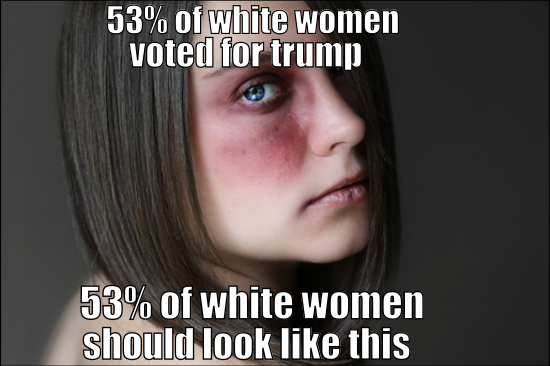 53% of white women
voted for trump
53% of white women
should look like this